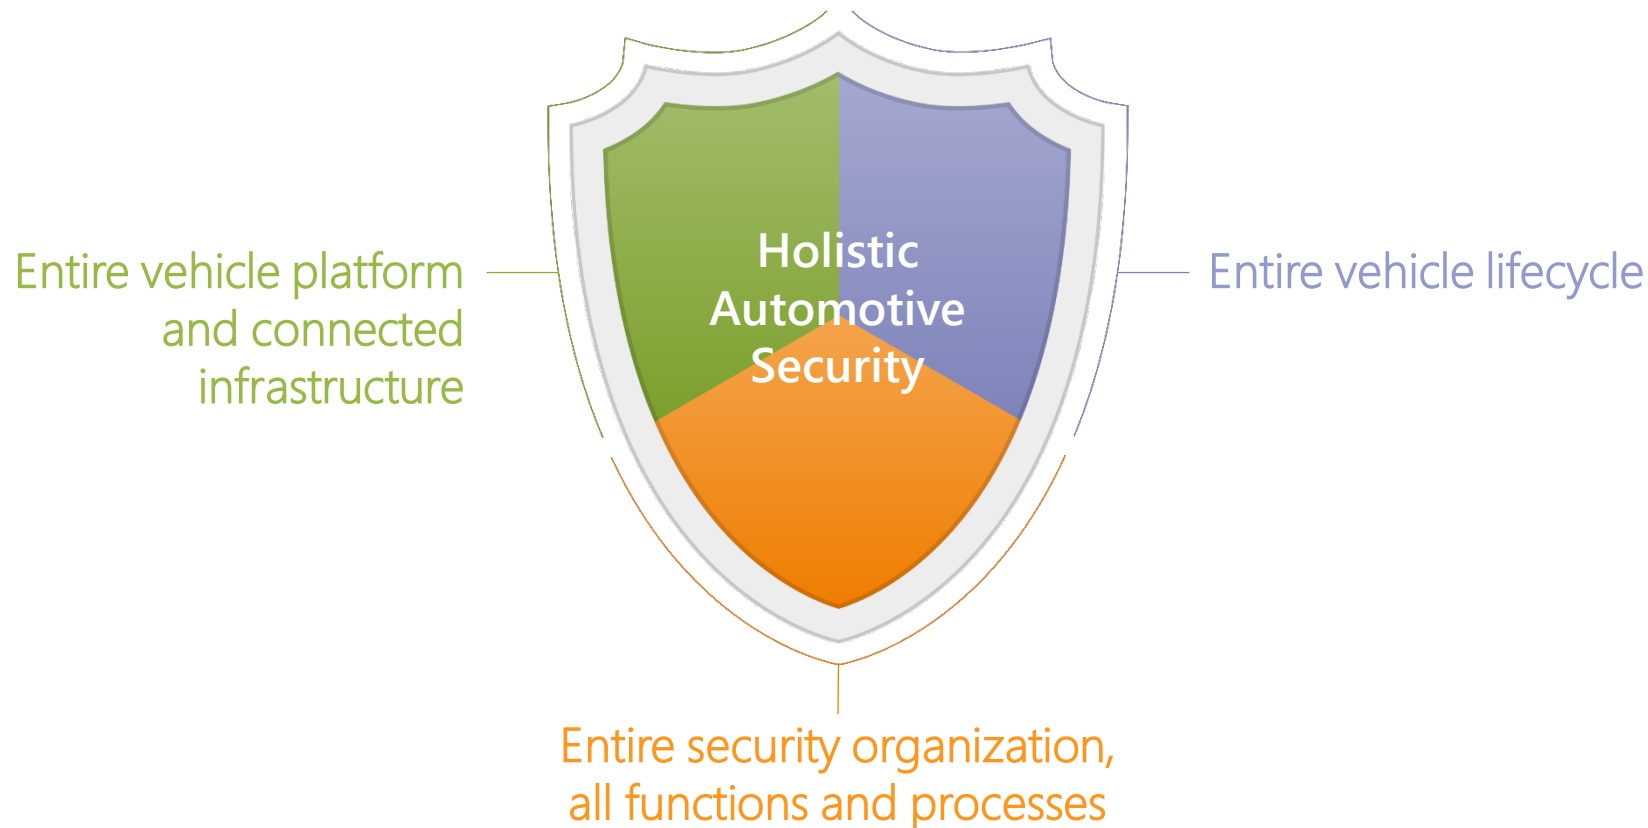 Holistic
Automotive
Security
Entire vehicle platform
and connected
infrastructure
Entire vehicle lifecycle
Entire security organization,
all functions and processes